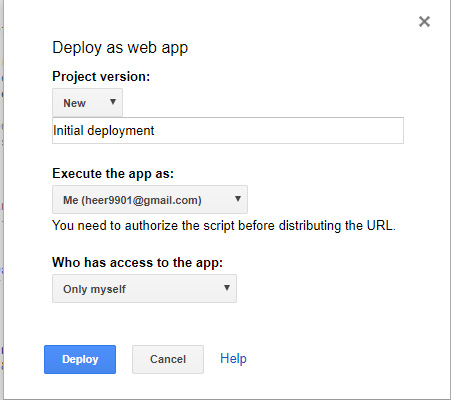 Deploy as web app
Project version:
New
Initial deployment
Execute the app as:
Me (heer9901@gmail.com)
You need to authorize the script before distributing the URL.
Who has access to the app:
Only myself
Deploy Cancel Help